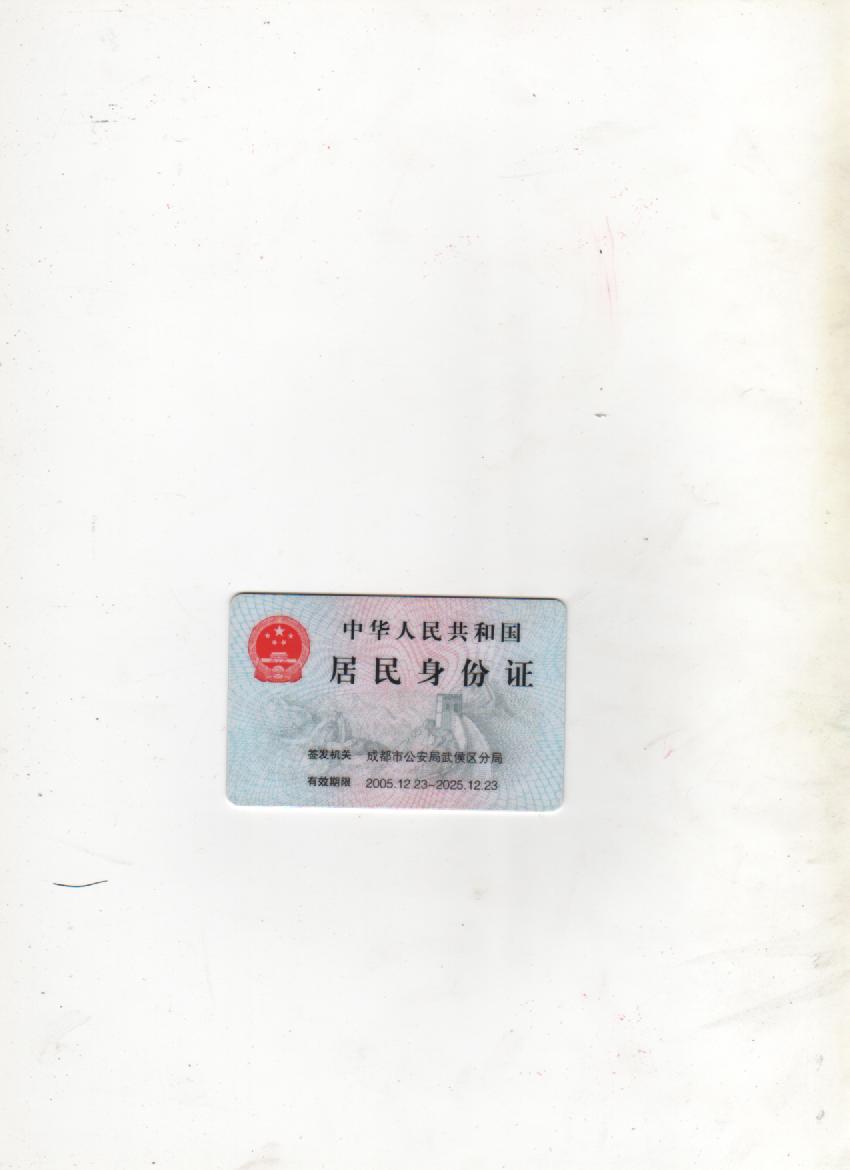 中华人民共和国
居民身份证
签发机关 成都市公安局武侯区分局
有效期限 2005.12.23-2025.12.23